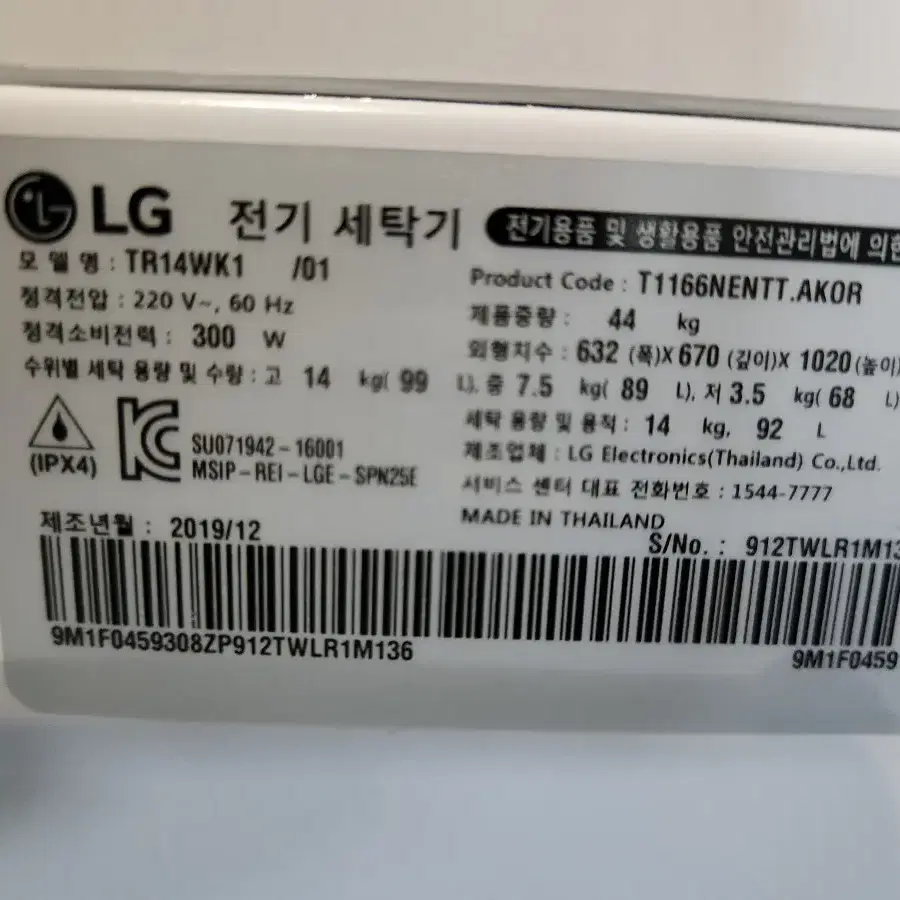 LG 전기 세탁기 전기용품 및 생활용품 안전관리법에 의한
모 델 명 : TR14WK1 /01
정격전압 : 220 V~, 60 Hz
정격소비전력 : 300 W
Product Code : T1166NENTT.AKOR
제품중량 : 44 kg
외형치수 : 632 (폭)X 670 (깊이)X 1020 (높이)
수위별 세탁 용량 및 수량 : 고 14 kg( 99 L), 중 7.5 kg( 89 L), 저 3.5 kg( 68 L)
세탁 용량 및 용적 : 14 kg, 92 L
(IPX4)
SU071942-16001
MSIP-REI-LGE-SPN25E
제조업체 : LG Electronics(Thailand) Co.,Ltd.
서비스 센터 대표 전화번호 : 1544-7777
MADE IN THAILAND
제조년월 : 2019/12
S/No. : 912TWLR1M13
9M1F0459308ZP912TWLR1M136
9M1F0459